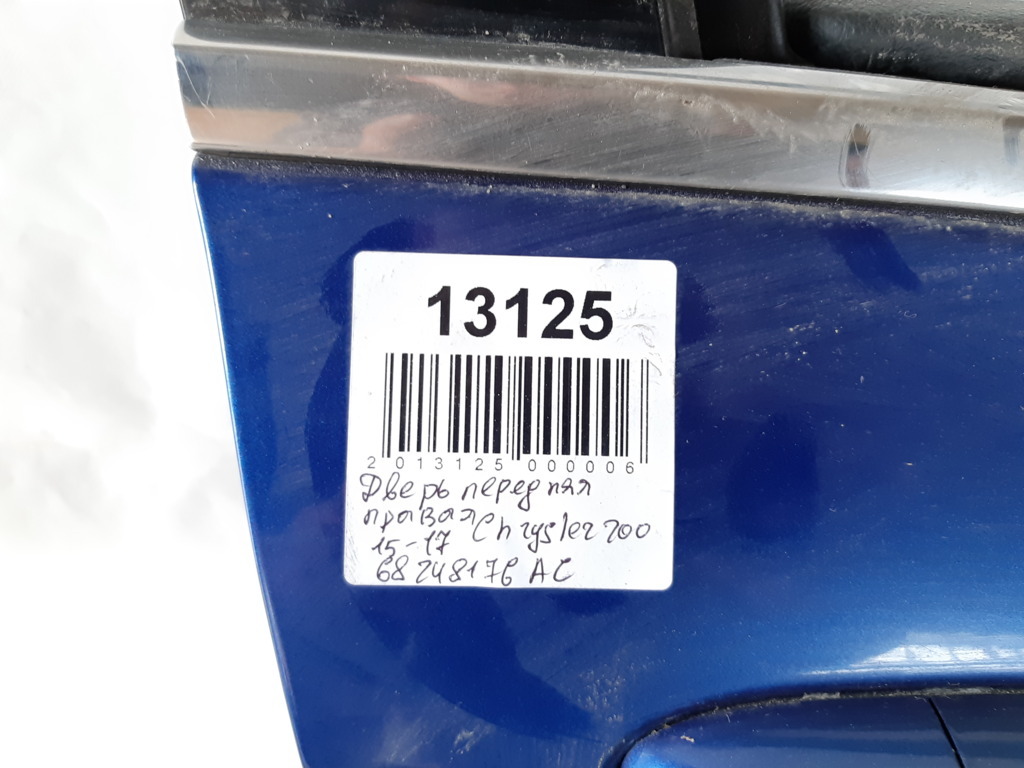 13125
2013125000006
Дверь передняя
правая Chrysler 200
15-17
68248176 AC